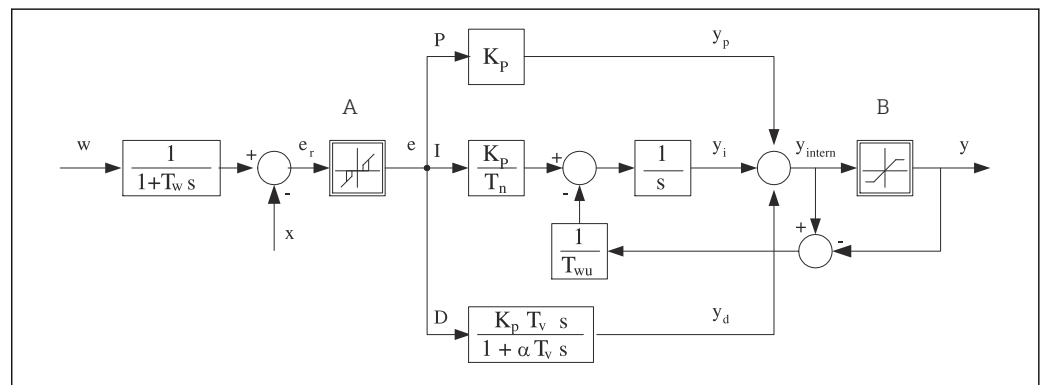 P
y_p
K_P
A
B
w
1
1+T_w s
+
-
e_r
e
I
K_P
T_n
+
-
1
s
y_i
y_intern
y
x
1
T_wu
+
-
D
K_p T_v s
1 + α T_v s
y_d